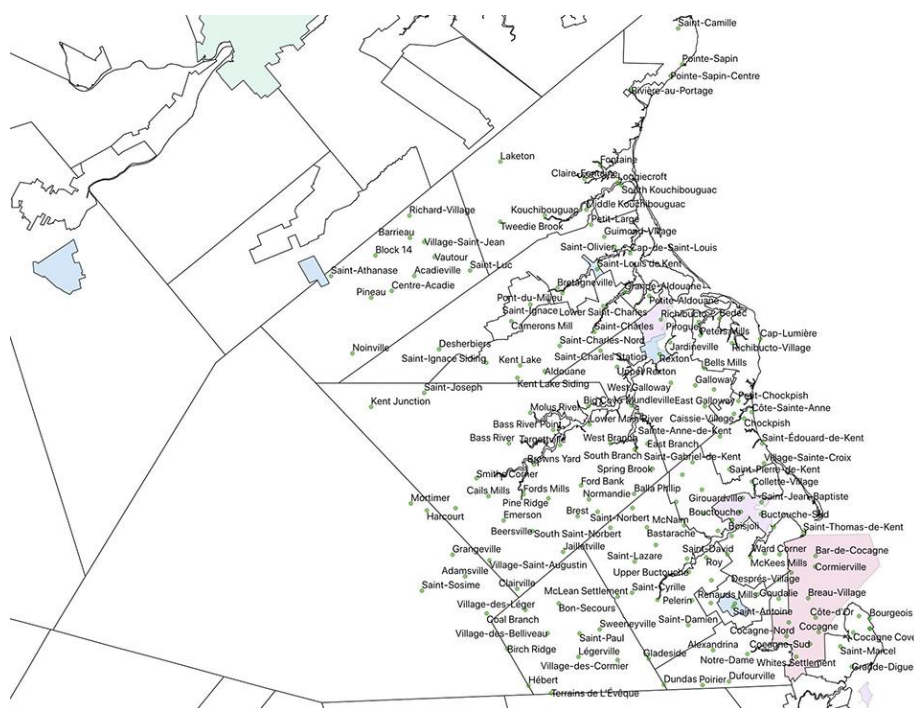 Saint-Camille
Pointe-Sapin
Pointe-Sapin-Centre
Rivière-au-Portage
Laketon
Fontaine
Loggiecroft
South Kouchibouguac
Richard-Village
Kouchibouguac
Middle Kouchibouguac
Tweedie Brook
Petit-Large
Barrieau
Guimond-Village
Village-Saint-Jean
Block 14
Saint-Olivier
Cap-de-Saint-Louis
Vautour
Saint-Athanase
Acadieville
Saint-Luc
Saint-Louis de Kent
Pineau
Centre-Acadie
Bretagneville
Grande-Aldouane
Pont-du-Milieu
Petite-Aldouane
Saint-Ignace
Lower Saint-Charles
Richibucto
Bedec
Camerons Mill
Saint-Charles
Pirogue
Peters Mills
Cap-Lumière
Noinville
Desherbiers
Saint-Charles-Nord
Jardineville
Richibucto-Village
Saint-Ignace Siding
Kent Lake
Saint-Charles Station
Rexton
Aldouane
Upper Rexton
Bells Mills
Saint-Joseph
Kent Lake Siding
West Galloway
Galloway
Kent Junction
Molus River
Big Cove
Mundleville
East Galloway
Petit-Chockpish
Côte-Sainte-Anne
Bass River Point
Lower Main River
Caissie-Village
Chockpish
Bass River
Targettville
West Branch
Sainte-Anne-de-Kent
East Branch
Saint-Édouard-de-Kent
Browns Yard
South Branch
Saint-Gabriel-de-Kent
Village-Sainte-Croix
Smiths Corner
Spring Brook
Saint-Pierre-de-Kent
Ford Bank
Collette-Village
Cails Mills
Fords Mills
Normandie
Balla Philip
Girouardville
Saint-Jean-Baptiste
Mortimer
Pine Ridge
Harcourt
Emerson
Brest
Saint-Norbert
McNairn
Bouctouche
Buctouche-Sud
Beersville
South Saint-Norbert
Bastarache
Boisjoli
Saint-Thomas-de-Kent
Grangeville
Jailletville
Saint-Lazare
Saint-David
Ward Corner
Bar-de-Cocagne
Adamsville
Village-Saint-Augustin
Upper Buctouche
Roy
McKees Mills
Cormierville
Saint-Sosime
Clairville
McLean Settlement
Saint-Cyrille
Després-Village
Village-des-Léger
Bon-Secours
Pelerin
Renauds Mills
Goudalie
Breau-Village
Coal Branch
Saint-Antoine
Côte-d'Or
Bourgeois
Village-des-Belliveau
Sweeneyville
Saint-Damien
Cocagne-Nord
Cocagne
Saint-Paul
Cocagne Cove
Birch Ridge
Légerville
Gladeside
Alexandrina
Cocagne-Sud
Saint-Marcel
Village-des-Cormier
Notre-Dame
Whites Settlement
Grande-Digue
Hébert
Dundas
Poirier
Dufourville
Terrains de L'Évêque